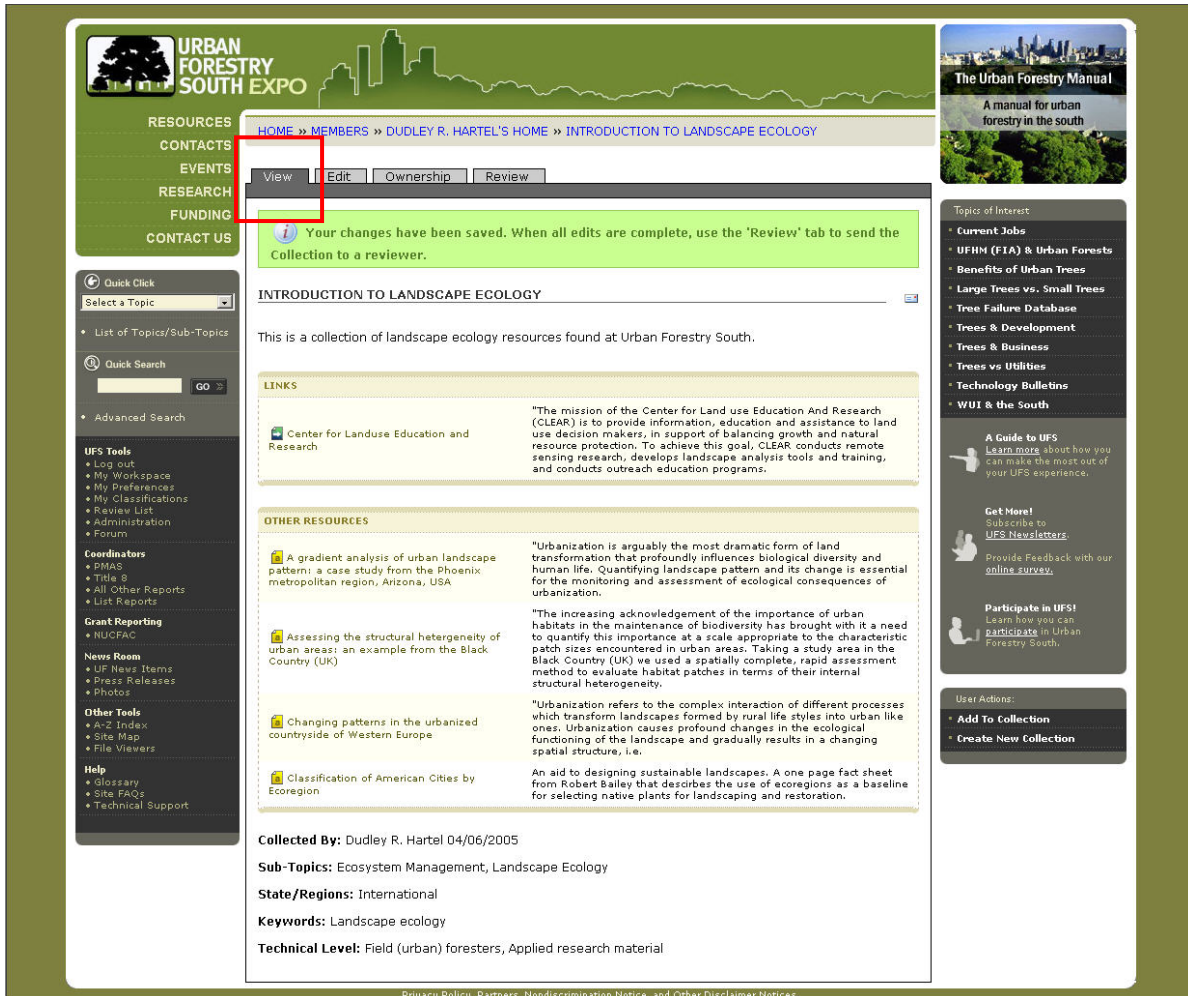 URBAN
FORESTRY
SOUTH EXPO
RESOURCES
CONTACTS
EVENTS
RESEARCH
FUNDING
CONTACT US
Quick Click
Select a Topic
List of Topics/Sub-Topics
Quick Search
GO »
Advanced Search
UFS Tools
Log out
My Workspace
My Preferences
My Classifications
Review List
Administration
Forum
Coordinators
PMAS
Title 8
All Other Reports
List Reports
Grant Reporting
NUCFAC
News Room
UF News Items
Press Releases
Photos
Other Tools
A-Z Index
Site Map
File Viewers
Help
Glossary
Site FAQs
Technical Support
HOME » MEMBERS » DUDLEY R. HARTEL'S HOME » INTRODUCTION TO LANDSCAPE ECOLOGY
View Edit Ownership Review
Your changes have been saved. When all edits are complete, use the 'Review' tab to send the
Collection to a reviewer.
INTRODUCTION TO LANDSCAPE ECOLOGY
This is a collection of landscape ecology resources found at Urban Forestry South.
LINKS
Center for Landuse Education and
Research
"The mission of the Center for Land use Education And Research
(CLEAR) is to provide information, education and assistance to land
use decision makers, in support of balancing growth and natural
resource protection. To achieve this goal, CLEAR conducts remote
sensing research, develops landscape analysis tools and training,
and conducts outreach education programs.
OTHER RESOURCES
A gradient analysis of urban landscape
pattern: a case study from the Phoenix
metropolitan region, Arizona, USA
"Urbanization is arguably the most dramatic form of land
transformation that profoundly influences biological diversity and
human life. Quantifying landscape pattern and its change is essential
for the monitoring and assessment of ecological consequences of
urbanization.
Assessing the structural hetergeneity of
urban areas: an example from the Black
Country (UK)
"The increasing acknowledgement of the importance of urban
habitats in the maintenance of biodiversity has brought with it a need
to quantify this importance at a scale appropriate to the characteristic
patch sizes encountered in urban areas. Taking a study area in the
Black Country (UK) we used a spatially complete, rapid assessment
method to evaluate habitat patches in terms of their internal
structural heterogeneity.
Changing patterns in the urbanized
countryside of Western Europe
"Urbanization refers to the complex interaction of different processes
which transform landscapes formed by rural life styles into urban like
ones. Urbanization causes profound changes in the ecological
functioning of the landscape and gradually results in a changing
spatial structure, i.e.
Classification of American Cities by
Ecoregion
An aid to designing sustainable landscapes. A one page fact sheet
from Robert Bailey that descirbes the use of ecoregions as a baseline
for selecting native plants for landscaping and restoration.
Collected By: Dudley R. Hartel 04/06/2005
Sub-Topics: Ecosystem Management, Landscape Ecology
State/Regions: International
Keywords: Landscape ecology
Technical Level: Field (urban) foresters, Applied research material
The Urban Forestry Manual
A manual for urban
forestry in the south
Topics of Interest
Current Jobs
UFHM (FIA) & Urban Forests
Benefits of Urban Trees
Large Trees vs. Small Trees
Tree Failure Database
Trees & Development
Trees & Business
Trees vs Utilities
Technology Bulletins
WUI & the South
A Guide to UFS
Learn more about how you
can make the most out of
your UFS experience.
Get More!
Subscribe to
UFS Newsletters.
Provide Feedback with our
online survey.
Participate in UFS!
Learn how you can
participate in Urban
Forestry South.
User Actions:
Add To Collection
Create New Collection
Privacy Policy, Partners, Nondiscrimination Notice, and Other Disclaimer Notices